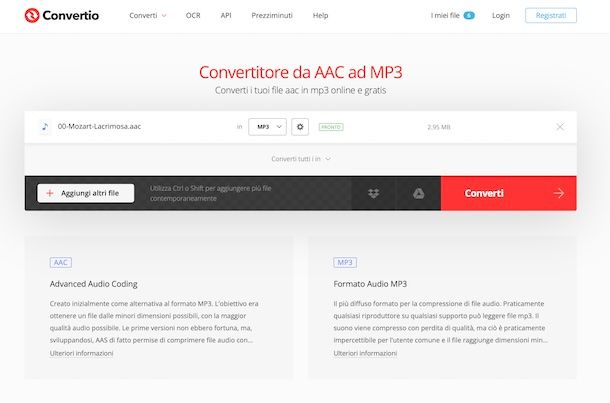 Convertio
Converti OCR API Prezziminuti Help I miei file 6 Login Registrati
Convertitore da AAC ad MP3
Converti i tuoi file aac in mp3 online e gratis
00-Mozart-Lacrimosa.aac in MP3 PRONTO 2,95 MB
Converti tutti i in
Aggiungi altri file
Utilizza Ctrl o Shift per aggiungere più file
contemporaneamente
Converti
AAC
Advanced Audio Coding
Creato inizialmente come alternativa al formato MP3. L'obiettivo era
ottenere un file dalle minori dimensioni possibili, con la maggior
qualità audio possibile. Le prime versioni non ebbero fortuna, ma,
sviluppandosi, AAS di fatto permise di comprimere file audio con...
Ulteriori informazioni
MP3
Formato Audio MP3
Il più diffuso formato per la compressione di file audio. Praticamente
qualsiasi riproduttore su qualsiasi supporto può leggere file mp3. Il
suono viene compresso con perdita di qualità, ma ciò è praticamente
impercettibile per l'utente comune e il file raggiunge dimensioni min...
Ulteriori informazioni